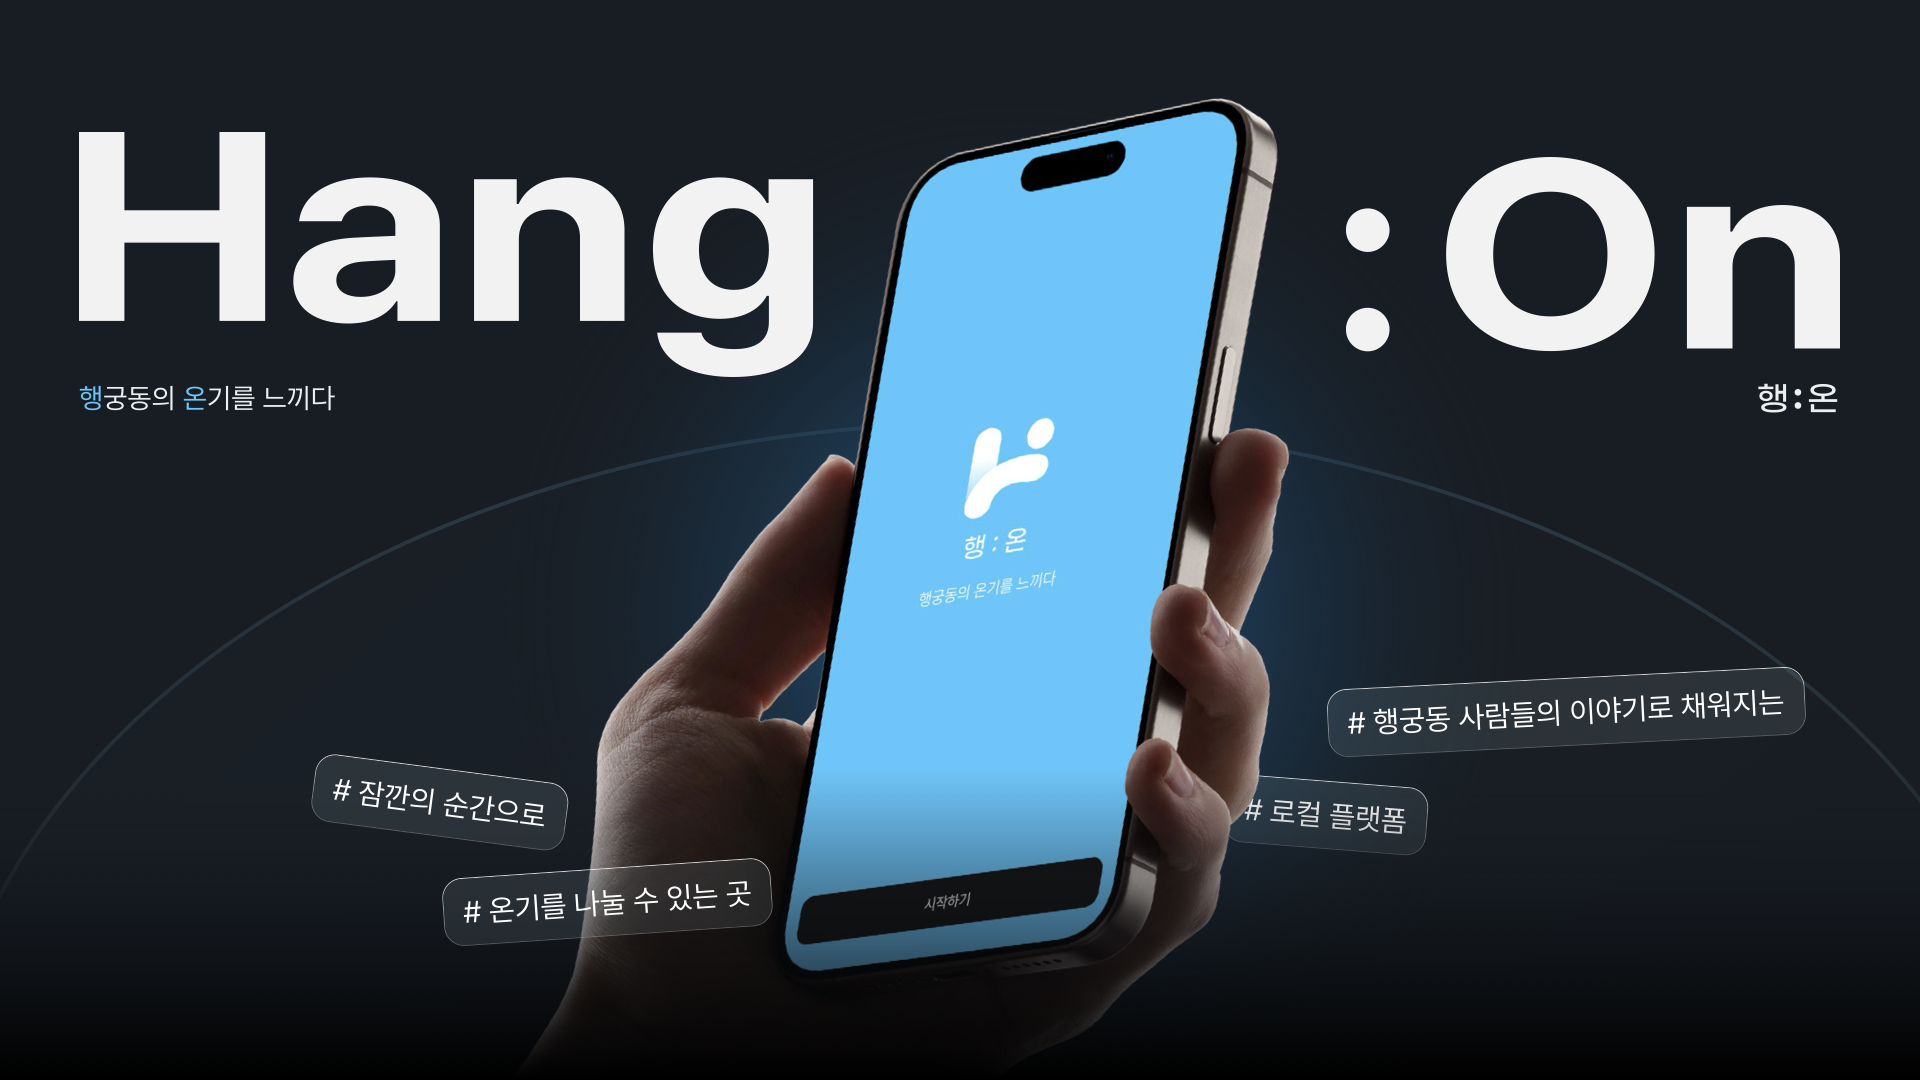 Hang
:On
행궁동의 온기를 느끼다
행:온
행:온
행궁동의 온기를 느끼다
# 행궁동 사람들의 이야기로 채워지는
# 잠깐의 순간으로
# 로컬 플랫폼
# 온기를 나눌 수 있는 곳
시작하기